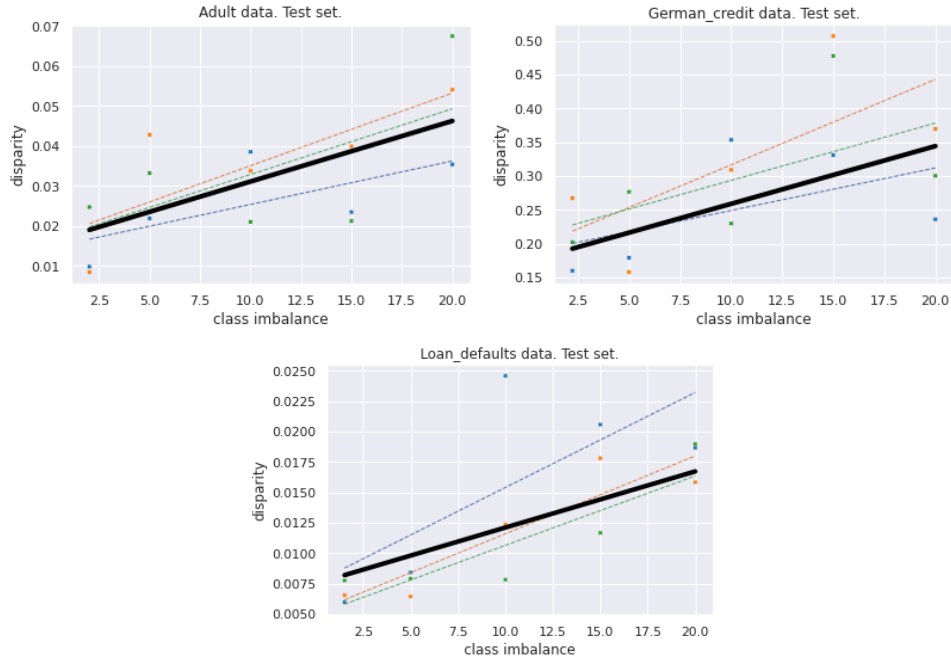 Adult data. Test set.
0.07
0.06
0.05
0.04
0.03
0.02
0.01
disparity
2.5 5.0 7.5 10.0 12.5 15.0 17.5 20.0
class imbalance
German_credit data. Test set.
0.50
0.45
0.40
0.35
0.30
0.25
0.20
0.15
disparity
2.5 5.0 7.5 10.0 12.5 15.0 17.5 20.0
class imbalance
Loan_defaults data. Test set.
0.0250
0.0225
0.0200
0.0175
0.0150
0.0125
0.0100
0.0075
0.0050
disparity
2.5 5.0 7.5 10.0 12.5 15.0 17.5 20.0
class imbalance